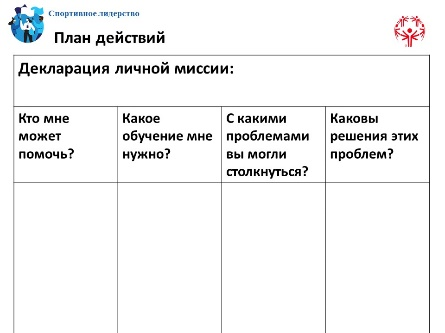 Спортивное лидерство
План действий
Декларация личной миссии:
Кто мне
может
помочь?
Какое
обучение мне
нужно?
С какими
проблемами
вы могли
столкнуться?
Каковы
решения этих
проблем?